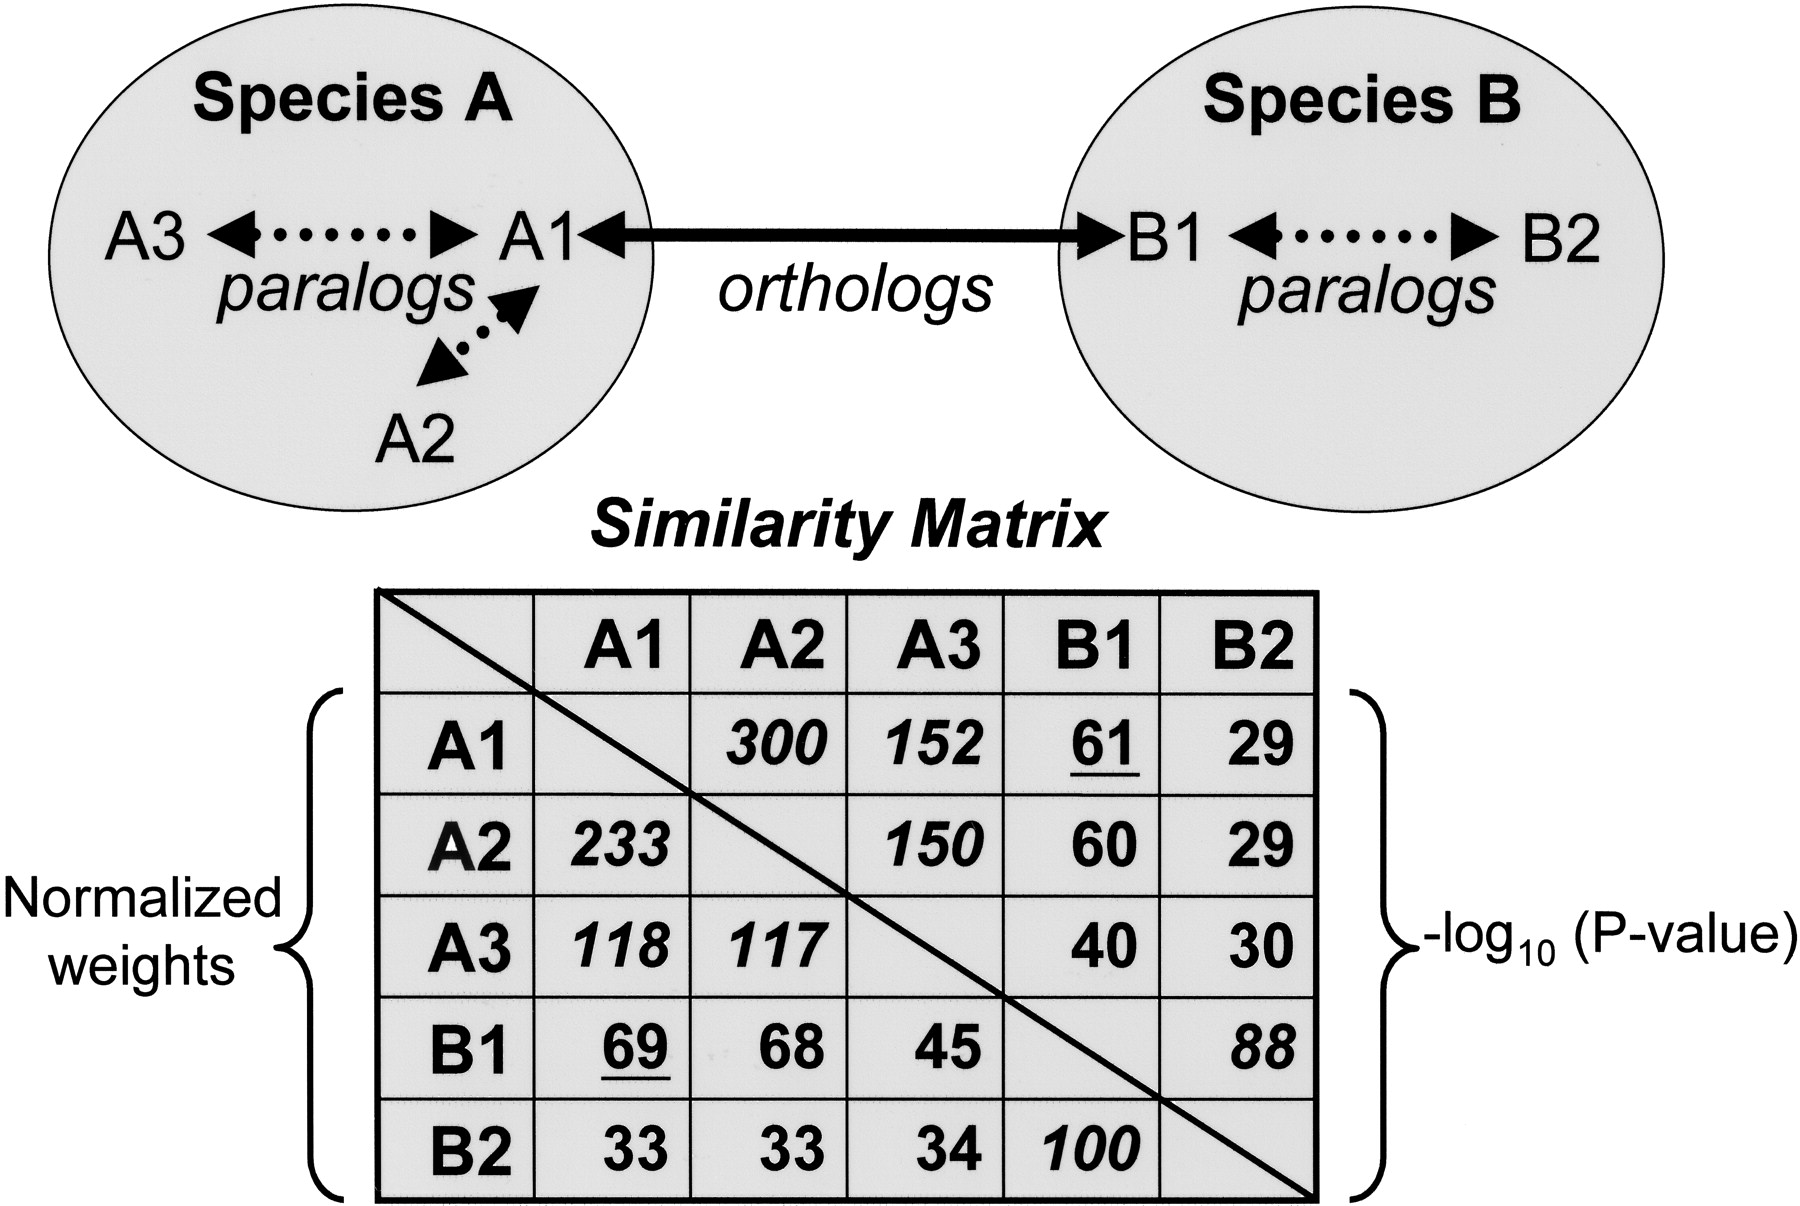 Species A
Species B
A3 A1 B1 B2
paralogs orthologs paralogs
A2
Similarity Matrix
A1 A2 A3 B1 B2
A1 300 152 61 29
A2 233 150 60 29
A3 118 117 40 30
B1 69 68 45 88
B2 33 33 34 100
Normalized
weights
-log10 (P-value)